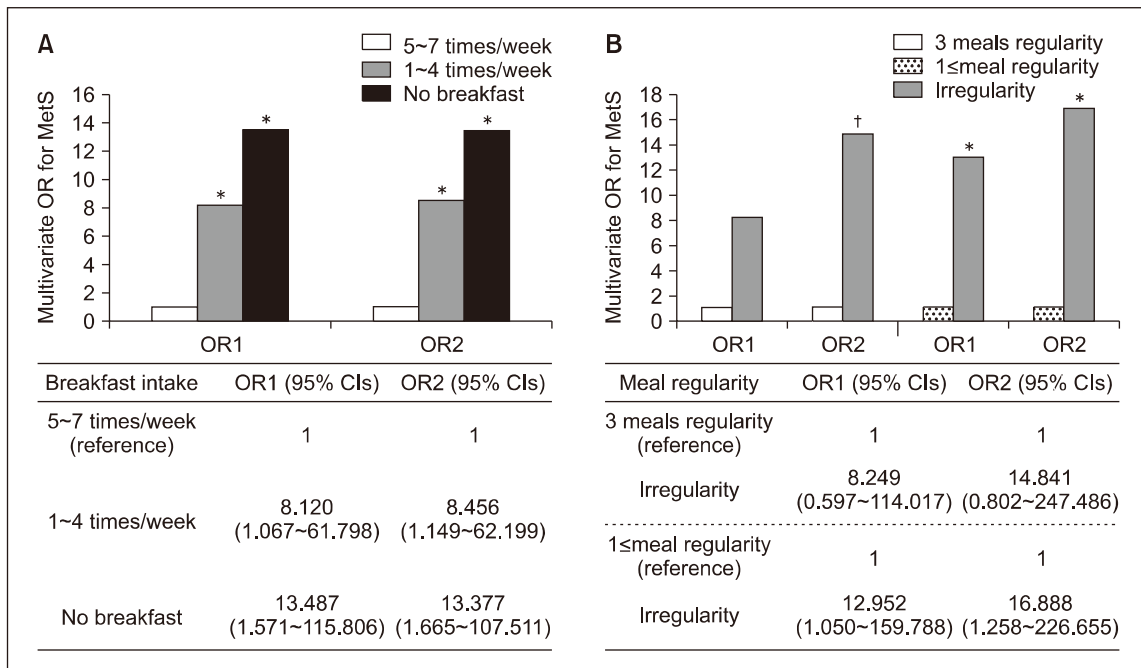 A
5~7 times/week
1~4 times/week
No breakfast
Multivariate OR for MetS
16
14
12
10
8
6
4
2
0
*
*
*
*
OR1
OR2
Breakfast intake OR1 (95% CIs) OR2 (95% CIs)
5~7 times/week
(reference)
1 1
1~4 times/week
8.120 8.456
(1.067~61.798) (1.149~62.199)
No breakfast
13.487 13.377
(1.571~115.806) (1.665~107.511)
B
3 meals regularity
1≤meal regularity
Irregularity
Multivariate OR for MetS
18
16
14
12
10
8
6
4
2
0
†
*
*
OR1
OR2
OR1
OR2
Meal regularity OR1 (95% CIs) OR2 (95% CIs)
3 meals regularity
(reference)
1 1
Irregularity
8.249 14.841
(0.597~114.017) (0.802~247.486)
1≤meal regularity
(reference)
1 1
Irregularity
12.952 16.888
(1.050~159.788) (1.258~226.655)